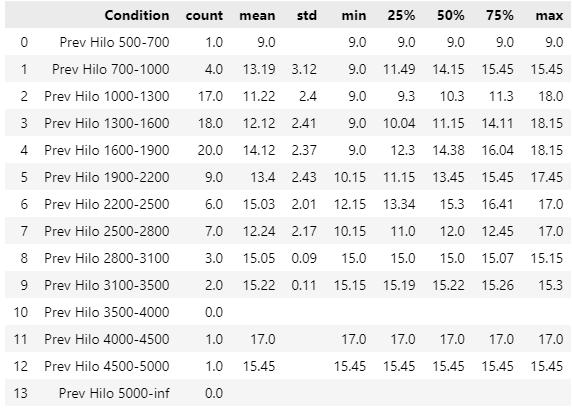 Condition count mean std min 25% 50% 75% max
0 Prev Hilo 500-700 1.0 9.0 9.0 9.0 9.0 9.0 9.0
1 Prev Hilo 700-1000 4.0 13.19 3.12 9.0 11.49 14.15 15.45 15.45
2 Prev Hilo 1000-1300 17.0 11.22 2.4 9.0 9.3 10.3 11.3 18.0
3 Prev Hilo 1300-1600 18.0 12.12 2.41 9.0 10.04 11.15 14.11 18.15
4 Prev Hilo 1600-1900 20.0 14.12 2.37 9.0 12.3 14.38 16.04 18.15
5 Prev Hilo 1900-2200 9.0 13.4 2.43 10.15 11.15 13.45 15.45 17.45
6 Prev Hilo 2200-2500 6.0 15.03 2.01 12.15 13.34 15.3 16.41 17.0
7 Prev Hilo 2500-2800 7.0 12.24 2.17 10.15 11.0 12.0 12.45 17.0
8 Prev Hilo 2800-3100 3.0 15.05 0.09 15.0 15.0 15.0 15.07 15.15
9 Prev Hilo 3100-3500 2.0 15.22 0.11 15.15 15.19 15.22 15.26 15.3
10 Prev Hilo 3500-4000 0.0
11 Prev Hilo 4000-4500 1.0 17.0 17.0 17.0 17.0 17.0 17.0
12 Prev Hilo 4500-5000 1.0 15.45 15.45 15.45 15.45 15.45 15.45
13 Prev Hilo 5000-inf 0.0